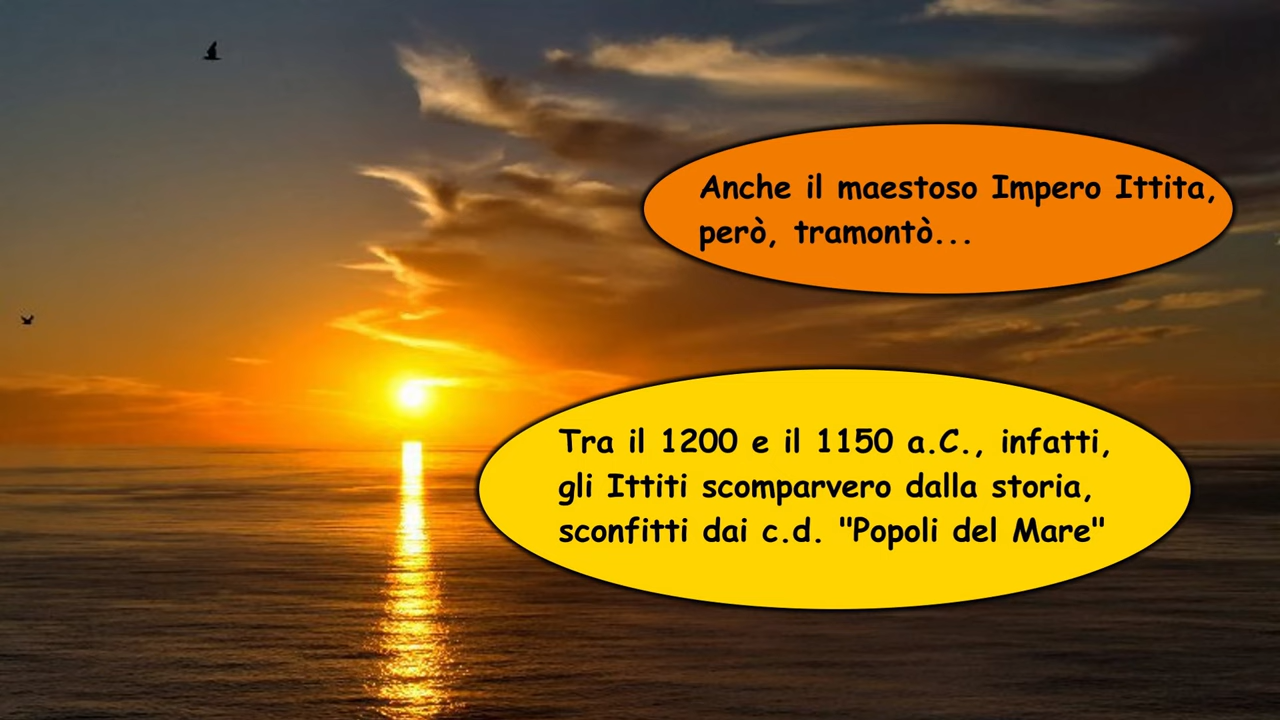 Anche il maestoso Impero Ittita,
però, tramontò...
Tra il 1200 e il 1150 a.C., infatti,
gli Ittiti scomparvero dalla storia,
sconfitti dai c.d. "Popoli del Mare"